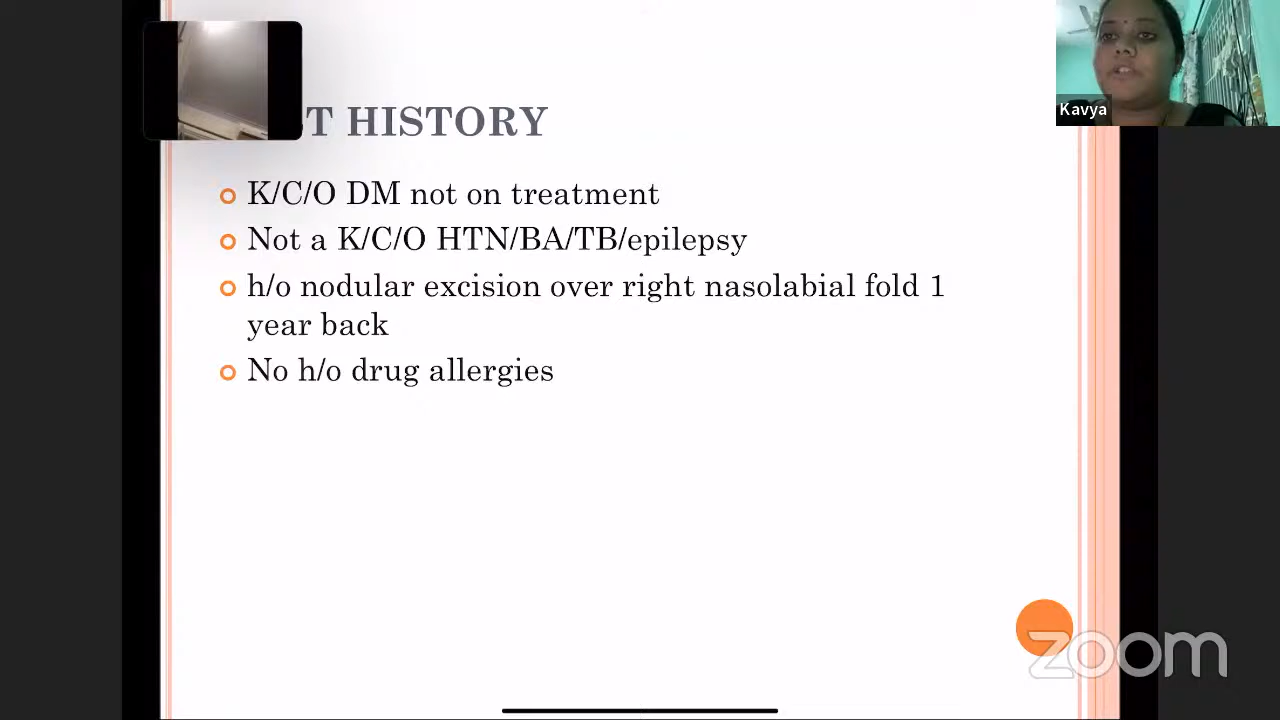 HISTORY
Kavya
K/C/O DM not on treatment
Not a K/C/O HTN/BA/TB/epilepsy
h/o nodular excision over right nasolabial fold 1
year back
No h/o drug allergies
zoom